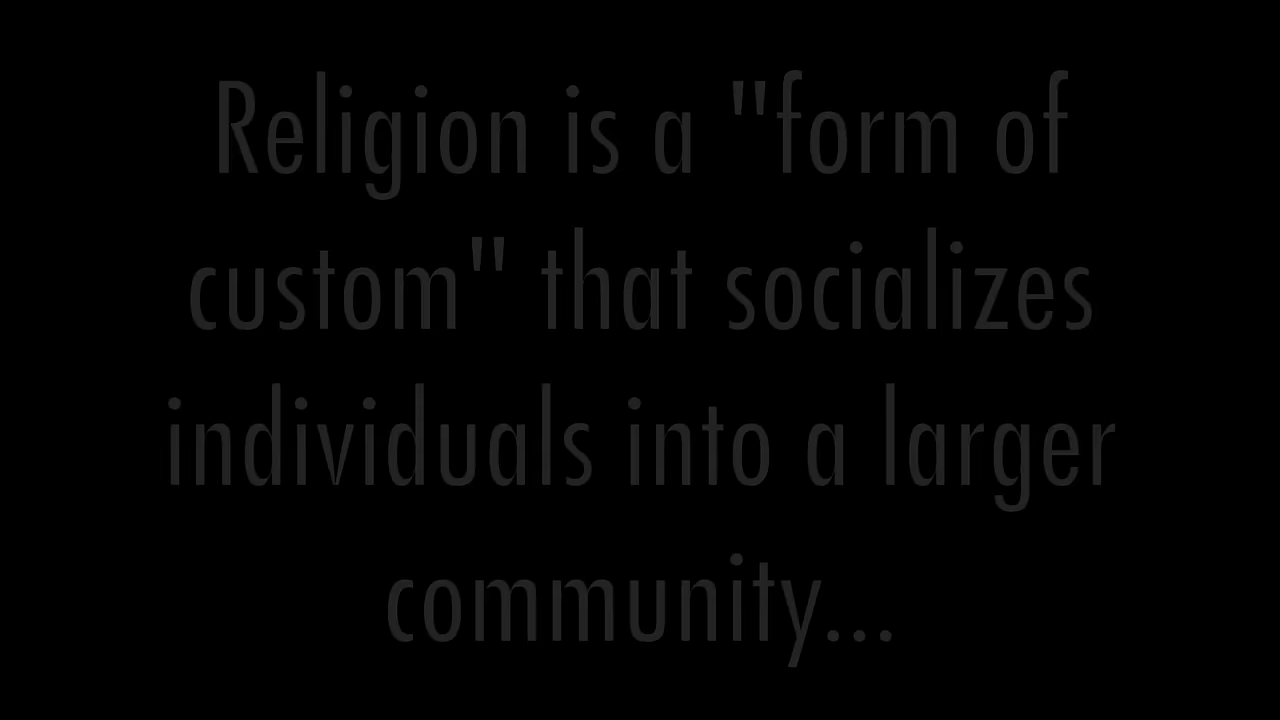 Religion is a "form of
custom" that socializes
individuals into a larger
community...